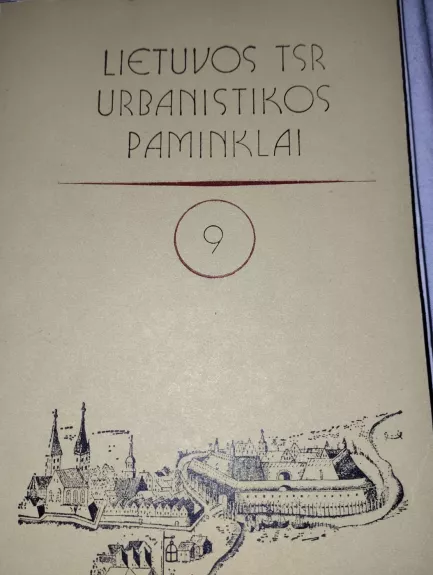 LIETUVOS TSR
URBANISTIKOS
PAMINKLAI
9